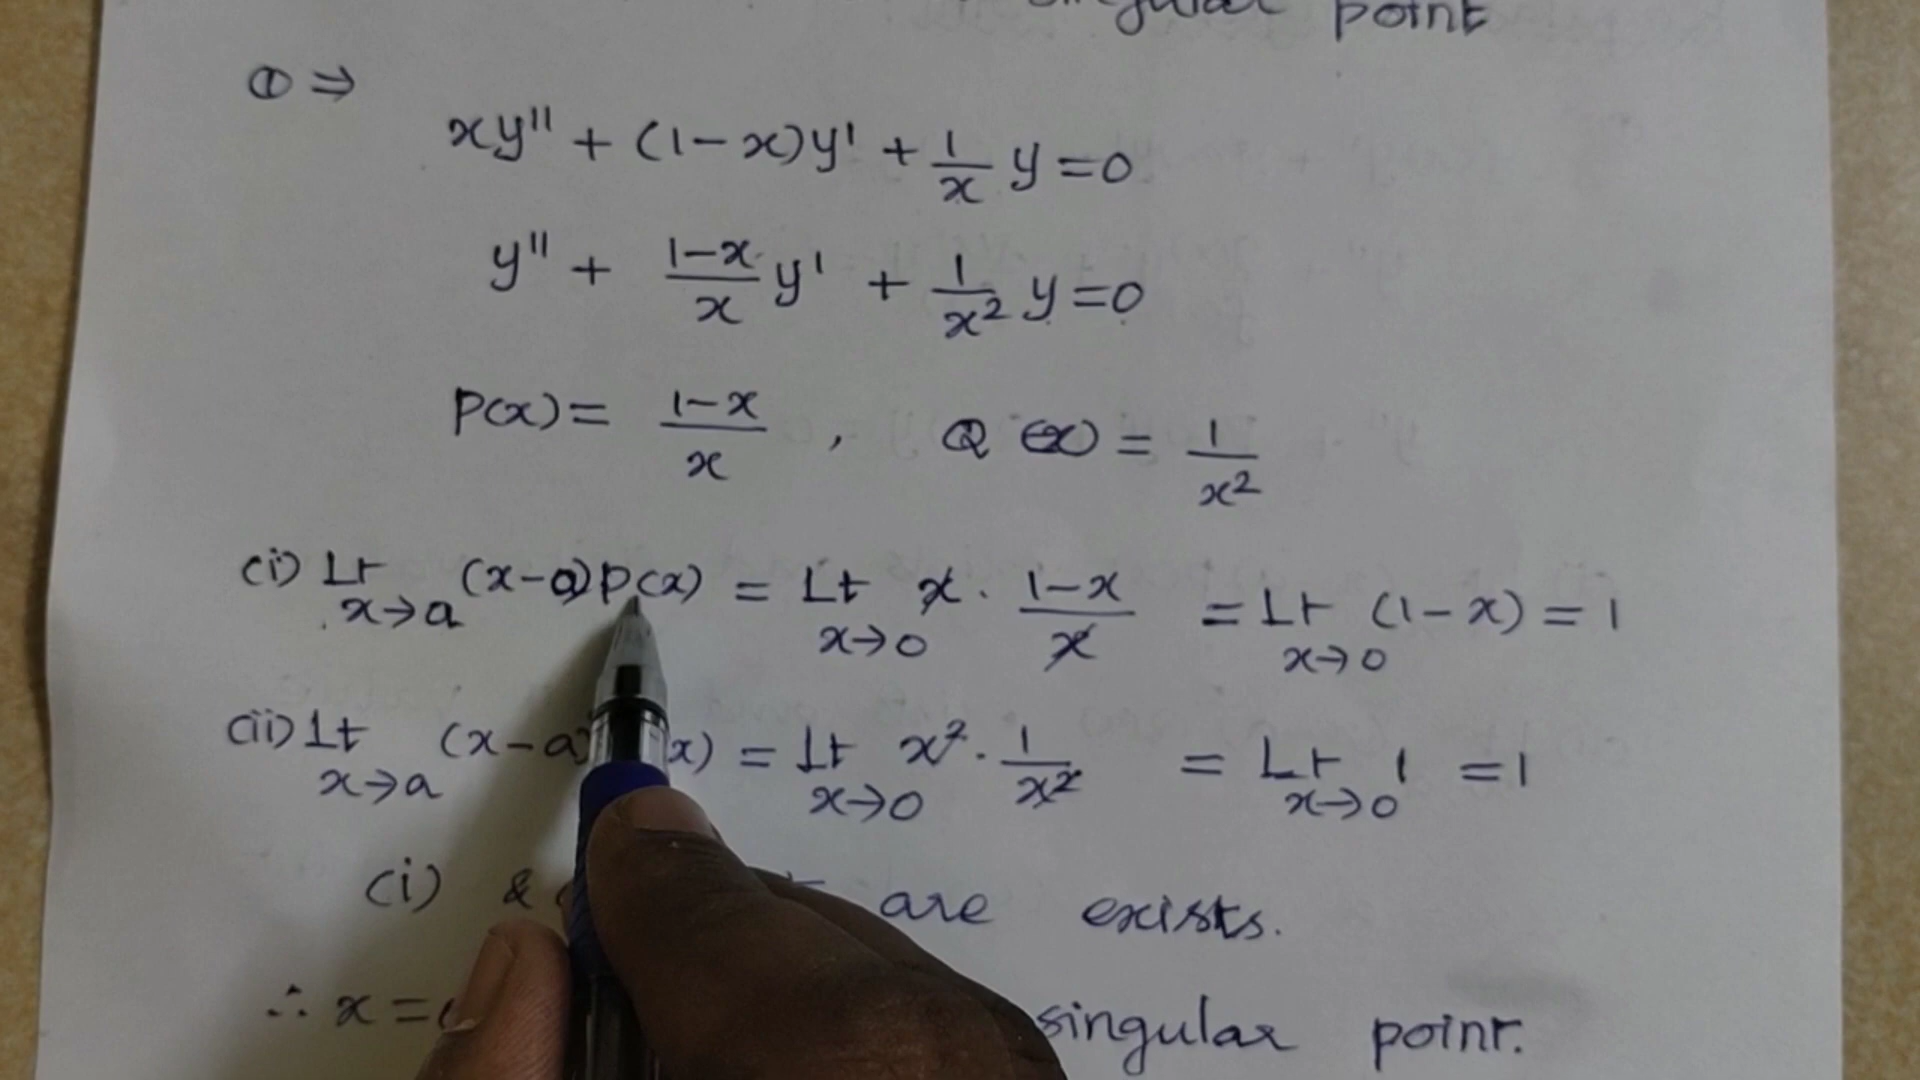 singular point
① ⇒
xy'' + (1-x)y' + 1/x y = 0
y'' + (1-x)/x y' + 1/x² y = 0
P(x) = (1-x)/x , Q(x) = 1/x²
(i) Lt x→a (x-a)P(x) = Lt x→0 x · (1-x)/x = Lt x→0 (1-x) = 1
(ii) Lt x→a (x-a) (x) = Lt x→0 x² · 1/x² = Lt x→0 1 = 1
(i) & are exists.
∴ x = singular point.